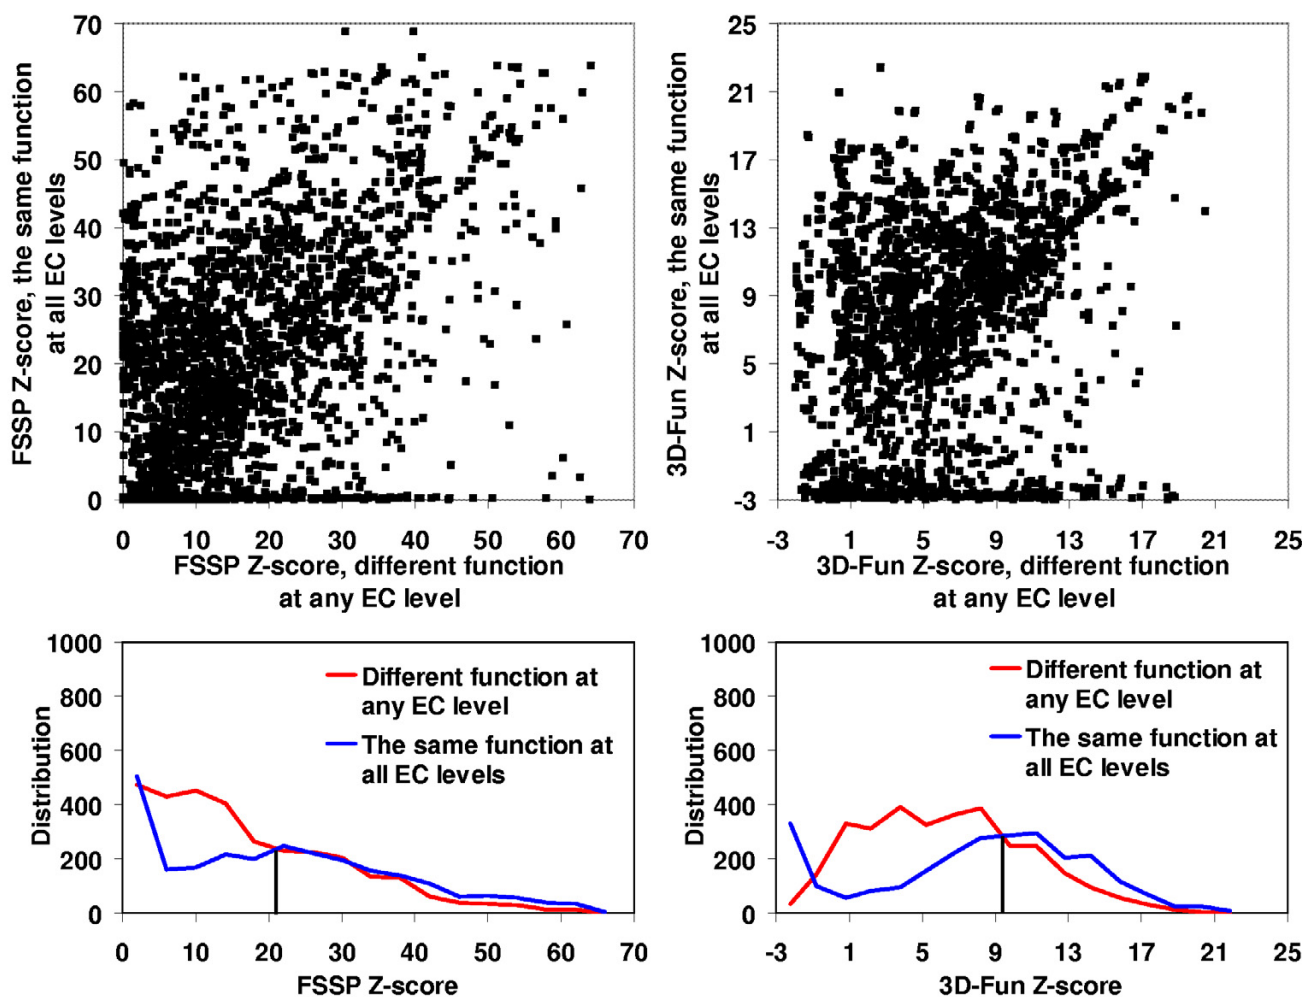 FSSP Z-score, the same function
at all EC levels
70
60
50
40
30
20
10
0
0 10 20 30 40 50 60 70
FSSP Z-score, different function
at any EC level
3D-Fun Z-score, the same function
at all EC levels
25
21
17
13
9
5
1
-3
-3 1 5 9 13 17 21 25
3D-Fun Z-score, different function
at any EC level
Distribution
1000
800
600
400
200
0
Different function at
any EC level
The same function at
all EC levels
0 10 20 30 40 50 60 70
FSSP Z-score
Distribution
1000
800
600
400
200
0
Different function at
any EC level
The same function at
all EC levels
-3 1 5 9 13 17 21 25
3D-Fun Z-score